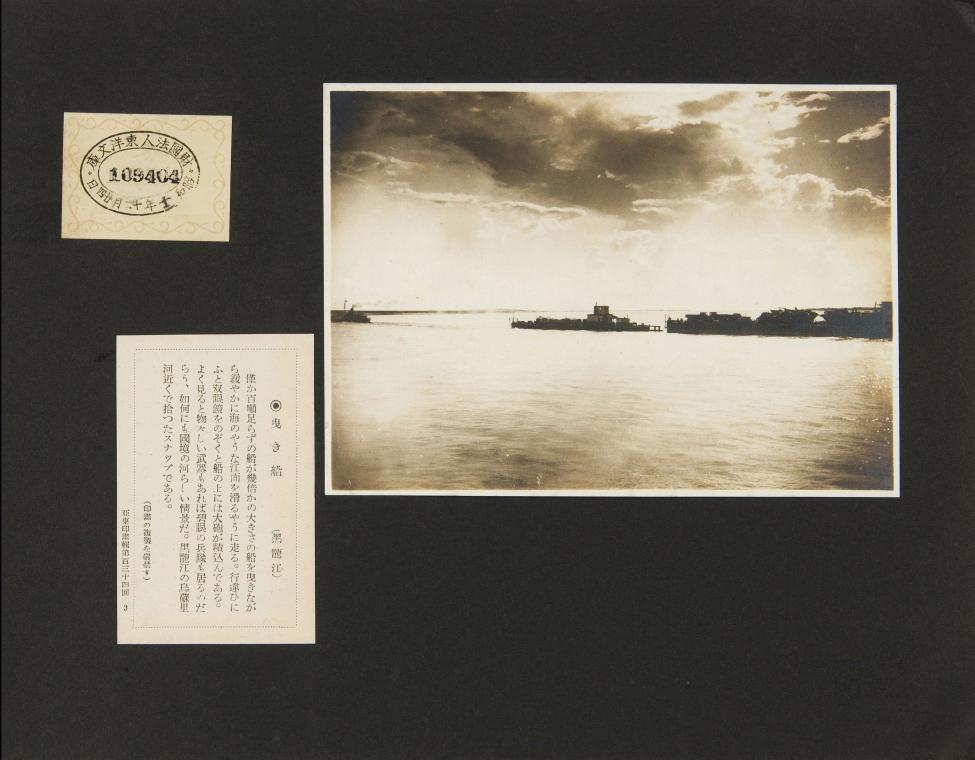 財團法人東洋文庫
109404
十年二十月廿四日
◉曳き船 (黑龍江)
僅か百噸足らずの船が幾倍かの大きさの船を曳きなが
ら緩やかに海のやうな江面を滑るやうに走る。行違ひに
ふと双眼鏡をのぞくと船の上には大砲が積込んである。
よく見ると物々しい武器もあれば碧眼の兵隊も居るのだ
らう、如何にも國境の河らしい情景だ。黑龍江の烏蘇里
河近くで拾つたスナツプである。
(印畫の複製を嚴禁す)
亞東印畫輯第百三十四回 3